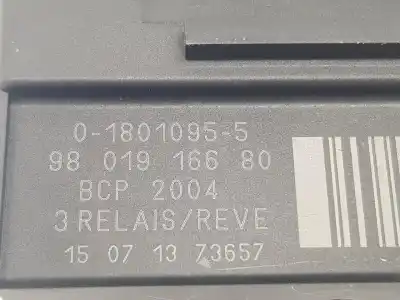 0-1801095-5
98 019 166 80
BCP 2004
3 RELAIS/REVE
15 07 13 73657